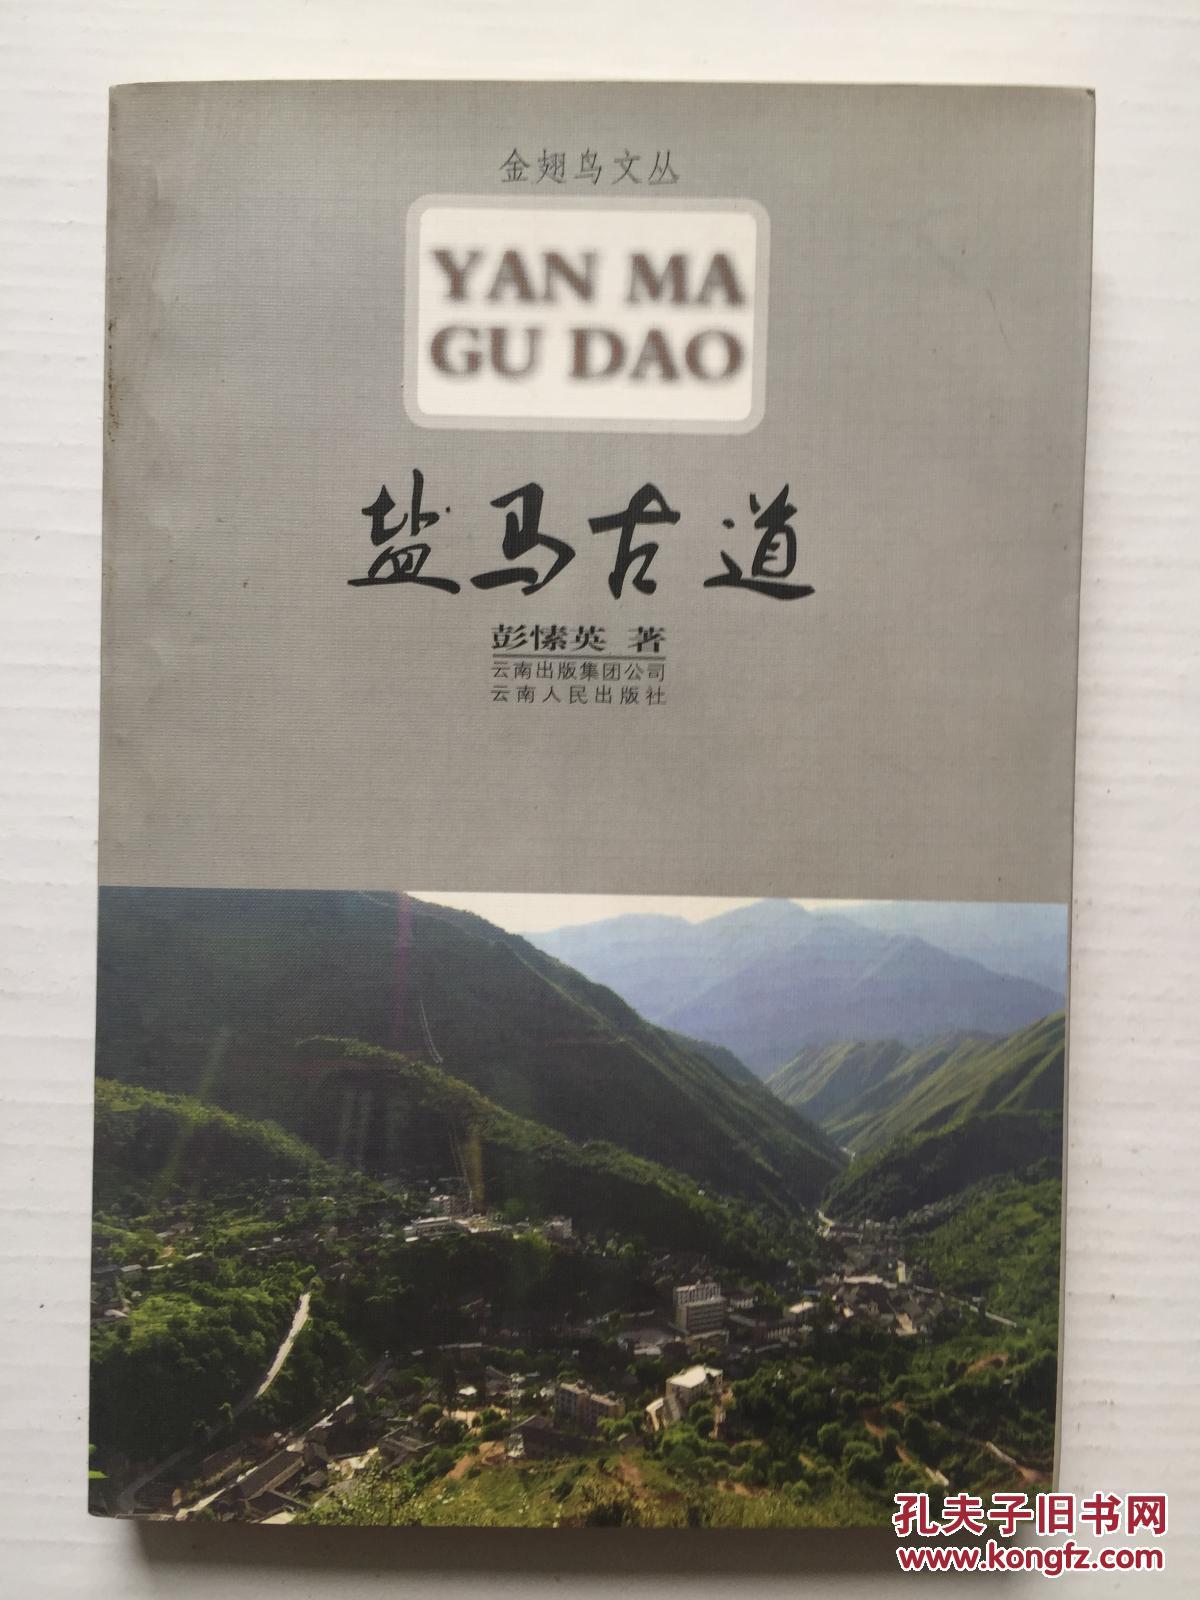 金翅鸟文丛
YAN MA
GU DAO
盐马古道
彭愫英 著
云南出版集团公司
云南人民出版社
孔夫子旧书网
www.kongfz.com